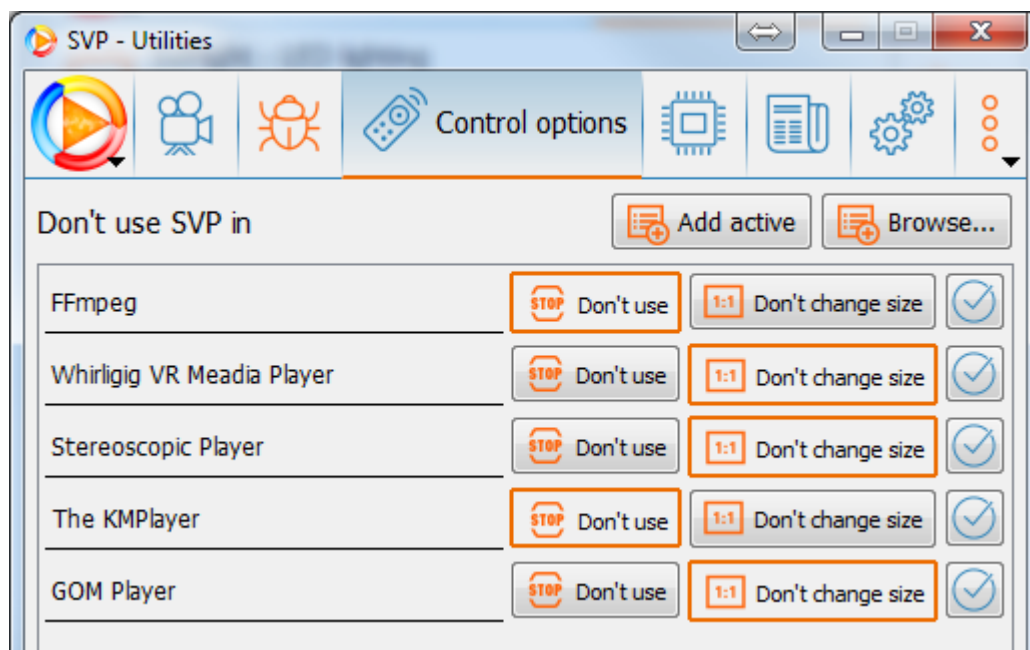 SVP - Utilities
Control options
Don't use SVP in
Add active
Browse...
FFmpeg
STOP Don't use
1:1 Don't change size
Whirligig VR Meadia Player
STOP Don't use
1:1 Don't change size
Stereoscopic Player
STOP Don't use
1:1 Don't change size
The KMPlayer
STOP Don't use
1:1 Don't change size
GOM Player
STOP Don't use
1:1 Don't change size